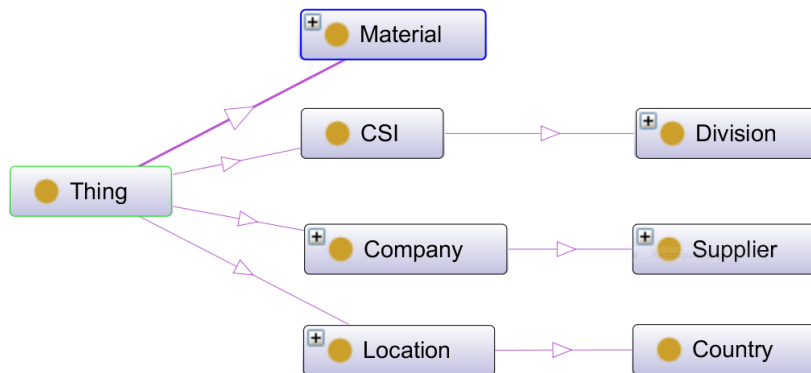 Material
CSI
Division
Thing
Company
Supplier
Location
Country